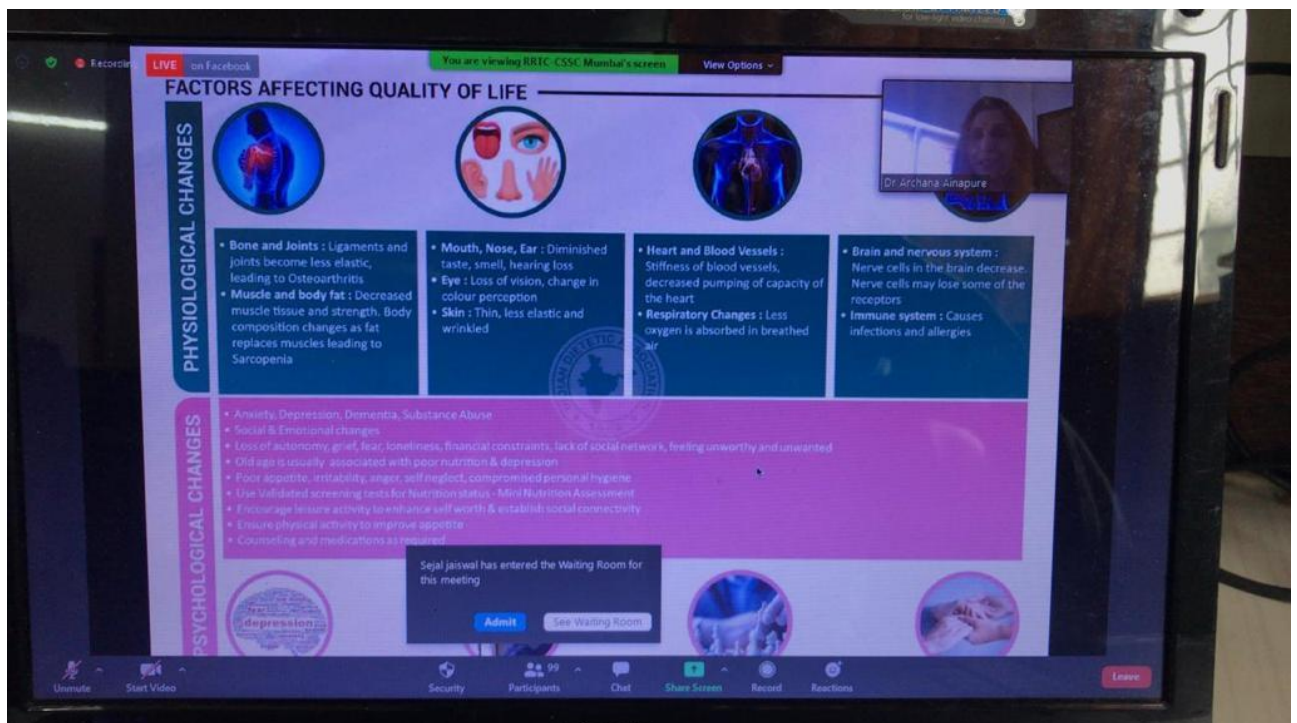 for low-light video chatting
Recording
LIVE on Facebook
You are viewing RRTC-CSSC Mumbai's screen
View Options
FACTORS AFFECTING QUALITY OF LIFE
Dr Archana Ainapure
PHYSIOLOGICAL CHANGES
• Bone and Joints : Ligaments and
joints become less elastic,
leading to Osteoarthritis
• Muscle and body fat : Decreased
muscle tissue and strength. Body
composition changes as fat
replaces muscles leading to
Sarcopenia
• Mouth, Nose, Ear : Diminished
taste, smell, hearing loss
• Eye : Loss of vision, change in
colour perception
• Skin : Thin, less elastic and
wrinkled
• Heart and Blood Vessels :
Stiffness of blood vessels,
decreased pumping of capacity of
the heart
• Respiratory Changes : Less
oxygen is absorbed in breathed
air
• Brain and nervous system :
Nerve cells in the brain decrease.
Nerve cells may lose some of the
receptors
• Immune system : Causes
infections and allergies
INDIAN DIETETIC ASSOCIATION
PSYCHOLOGICAL CHANGES
• Anxiety, Depression, Dementia, Substance Abuse
• Social & Emotional changes
• Loss of autonomy, grief, fear, loneliness, financial constraints, lack of social network, feeling unworthy and unwanted
• Old age is usually associated with poor nutrition & depression
• Poor appetite, irritability, anger, self neglect, compromised personal hygiene
• Use Validated screening tests for Nutrition status - Mini Nutrition Assessment
• Encourage leisure activity to enhance self worth & establish social connectivity
• Ensure physical activity to improve appetite
• Counseling and medications as required
depression
Sejal jaiswal has entered the Waiting Room for
this meeting
Admit
See Waiting Room
Unmute
Start Video
Security
Participants
99
Chat
Share Screen
Record
Reactions
Leave